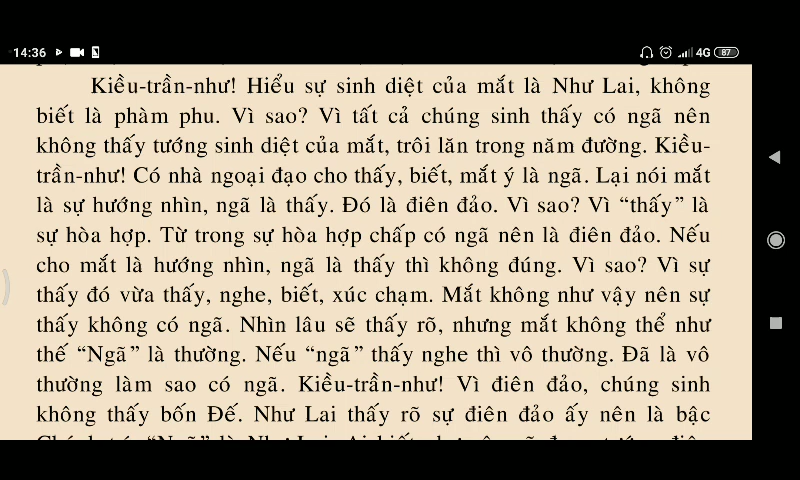 14:36
4G 87
Kiều-trần-như! Hiểu sự sinh diệt của mắt là Như Lai, không
biết là phàm phu. Vì sao? Vì tất cả chúng sinh thấy có ngã nên
không thấy tướng sinh diệt của mắt, trôi lăn trong năm đường. Kiều-
trần-như! Có nhà ngoại đạo cho thấy, biết, mắt ý là ngã. Lại nói mắt
là sự hướng nhìn, ngã là thấy. Đó là điên đảo. Vì sao? Vì “thấy” là
sự hòa hợp. Từ trong sự hòa hợp chấp có ngã nên là điên đảo. Nếu
cho mắt là hướng nhìn, ngã là thấy thì không đúng. Vì sao? Vì sự
thấy đó vừa thấy, nghe, biết, xúc chạm. Mắt không như vậy nên sự
thấy không có ngã. Nhìn lâu sẽ thấy rõ, nhưng mắt không thể như
thế “Ngã” là thường. Nếu “ngã” thấy nghe thì vô thường. Đã là vô
thường làm sao có ngã. Kiều-trần-như! Vì điên đảo, chúng sinh
không thấy bốn Đế. Như Lai thấy rõ sự điên đảo ấy nên là bậc